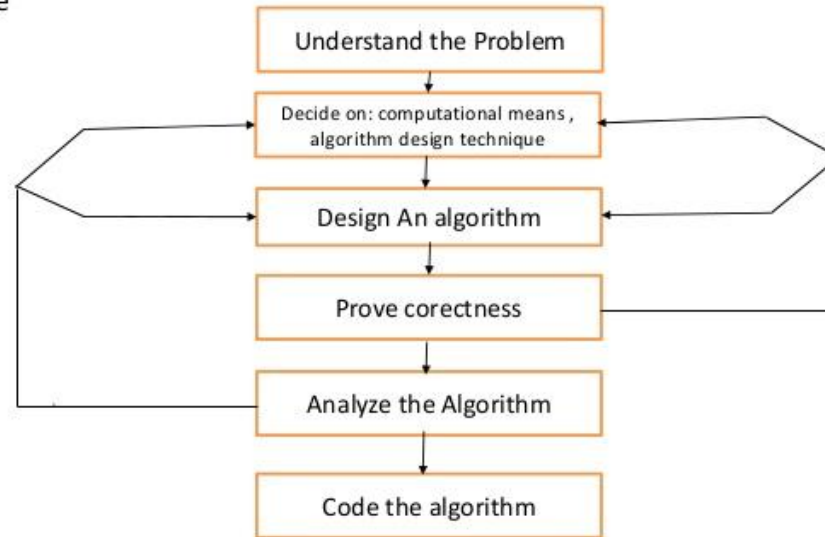 Understand the Problem
Decide on: computational means ,
algorithm design technique
Design An algorithm
Prove corectness
Analyze the Algorithm
Code the algorithm